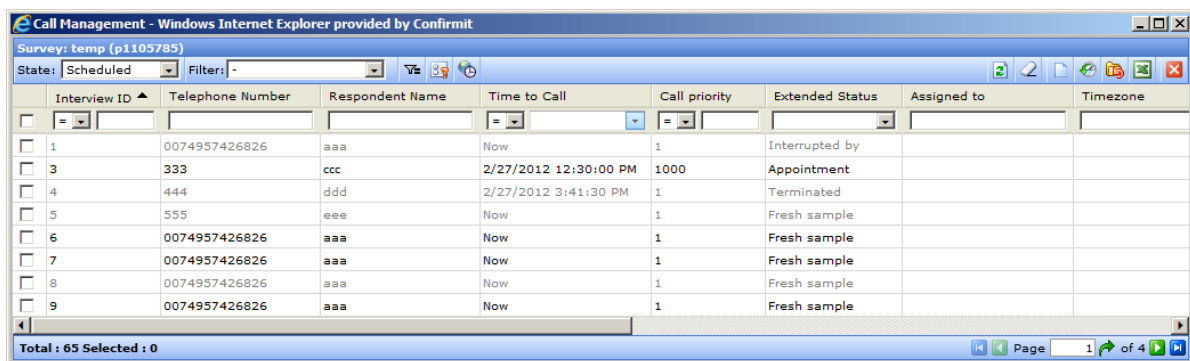 Call Management - Windows Internet Explorer provided by Confirmit
Survey: temp (p1105785)
State: Scheduled Filter: -
Interview ID Telephone Number Respondent Name Time to Call Call priority Extended Status Assigned to Timezone
= = =
1 0074957426826 aaa Now 1 Interrupted by
3 333 ccc 2/27/2012 12:30:00 PM 1000 Appointment
4 444 ddd 2/27/2012 3:41:30 PM 1 Terminated
5 555 eee Now 1 Fresh sample
6 0074957426826 aaa Now 1 Fresh sample
7 0074957426826 aaa Now 1 Fresh sample
8 0074957426826 aaa Now 1 Fresh sample
9 0074957426826 aaa Now 1 Fresh sample
Total : 65 Selected : 0 Page 1 of 4